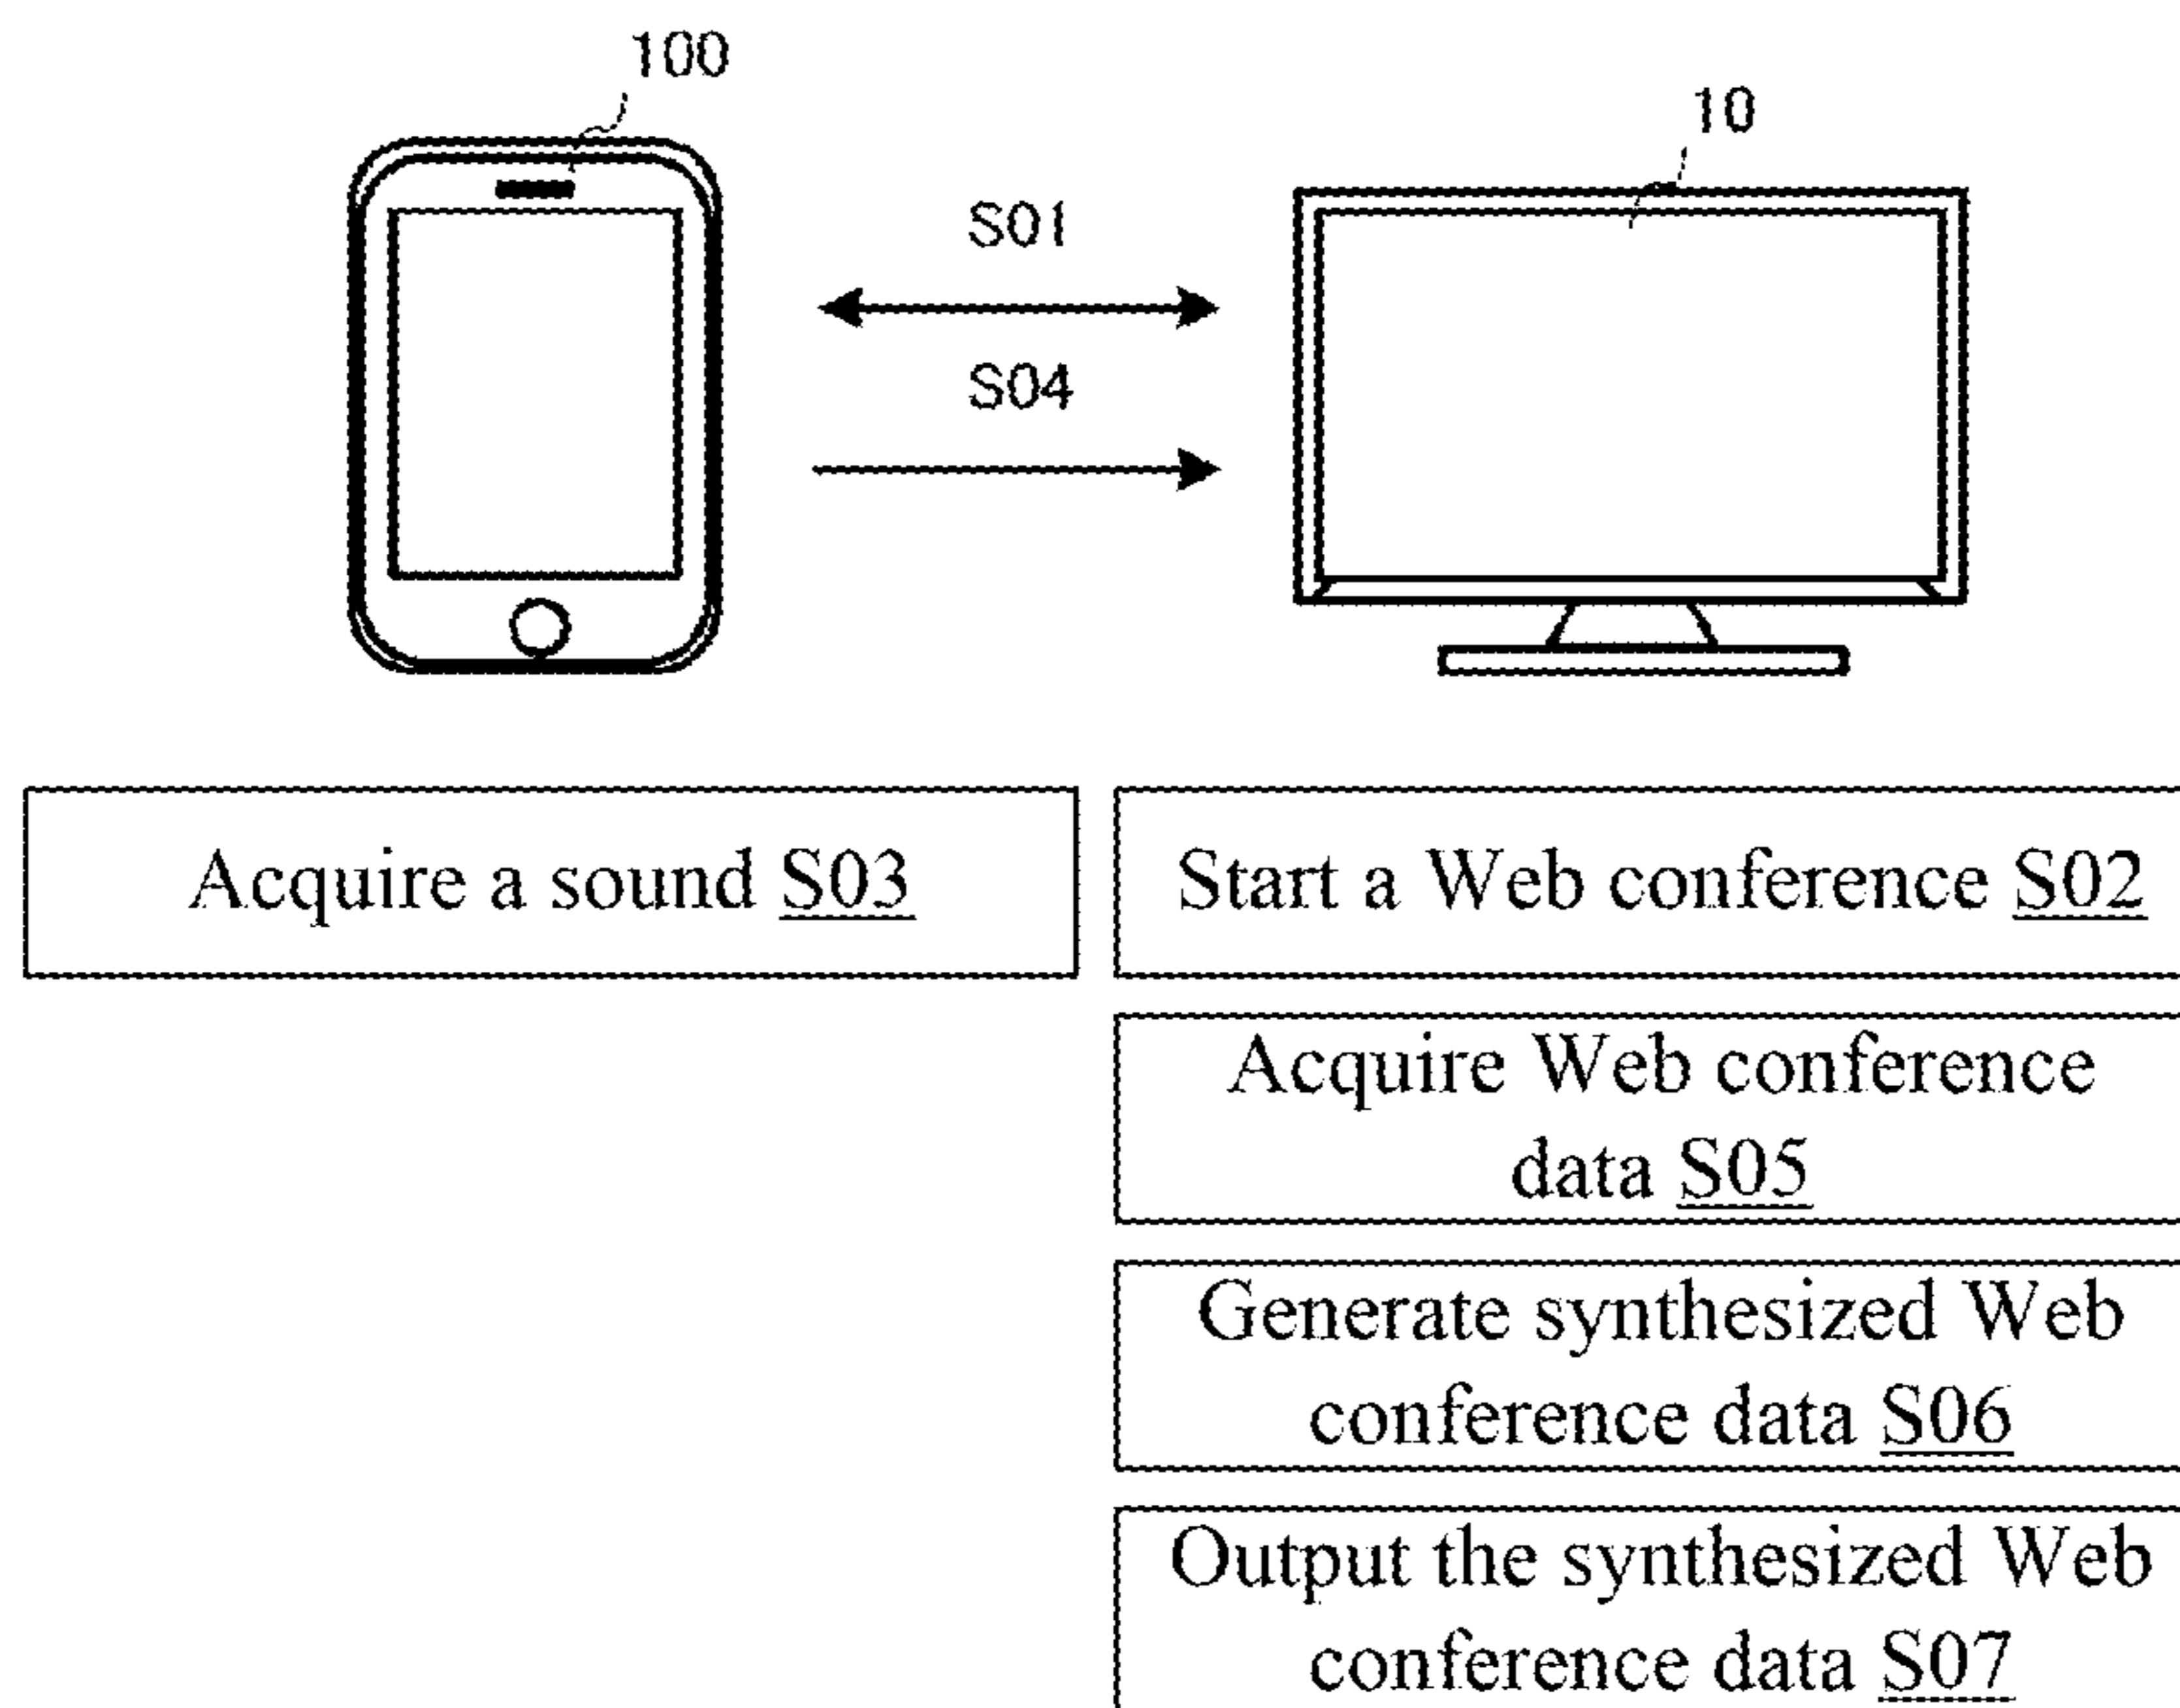 100
10
S01
S04
Acquire a sound S03
Start a Web conference S02
Acquire Web conference
data S05
Generate synthesized Web
conference data S06
Output the synthesized Web
conference data S07